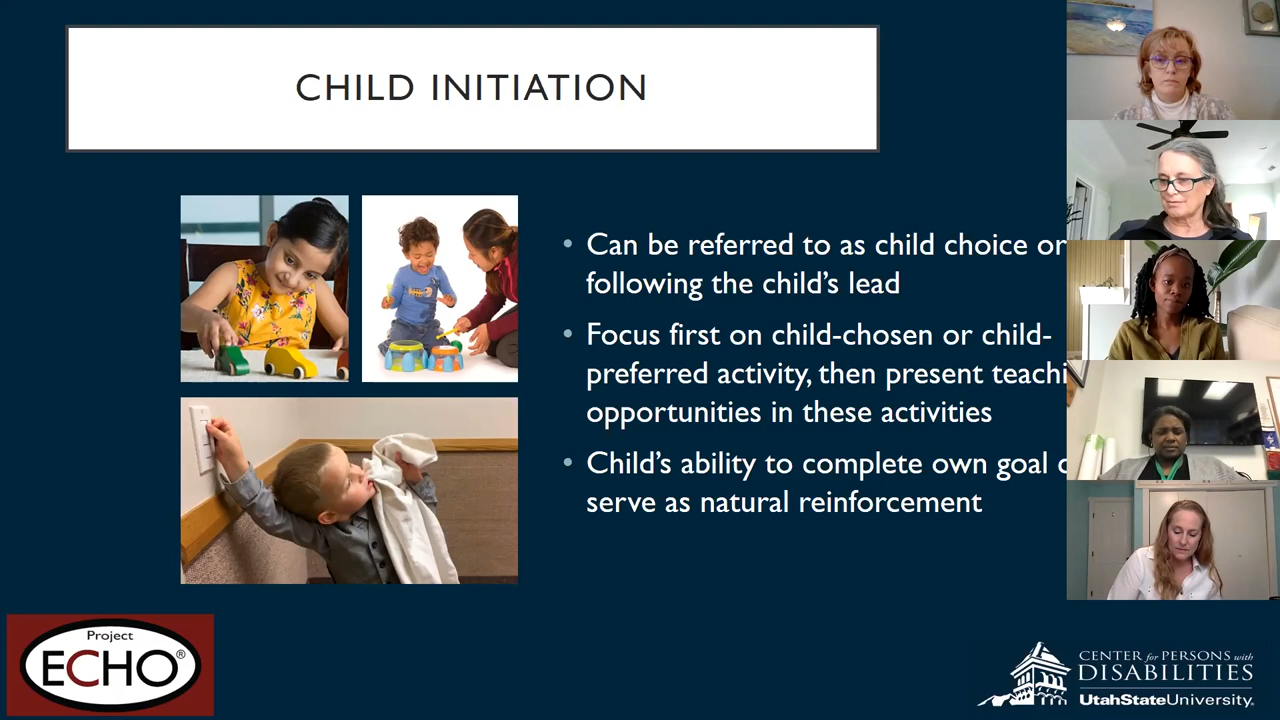 CHILD INITIATION
Can be referred to as child choice or
following the child's lead
Focus first on child-chosen or child-
preferred activity, then present
opportunities in these activities
Child's ability to complete own goal
serve as natural reinforcement
Project
ECHO®
CENTER for PERSONS with
DISABILITIES
UtahStateUniversity.